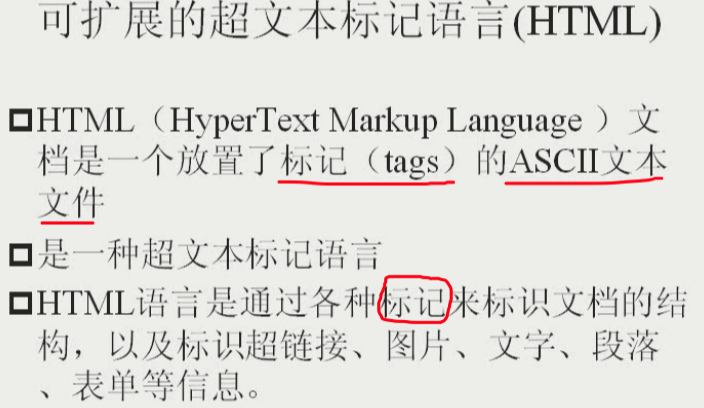 可扩展的超文本标记语言(HTML)
HTML（HyperText Markup Language ）文
档是一个放置了标记（tags）的ASCII文本
文件
是一种超文本标记语言
HTML语言是通过各种标记来标识文档的结
构，以及标识超链接、图片、文字、段落
、表单等信息。